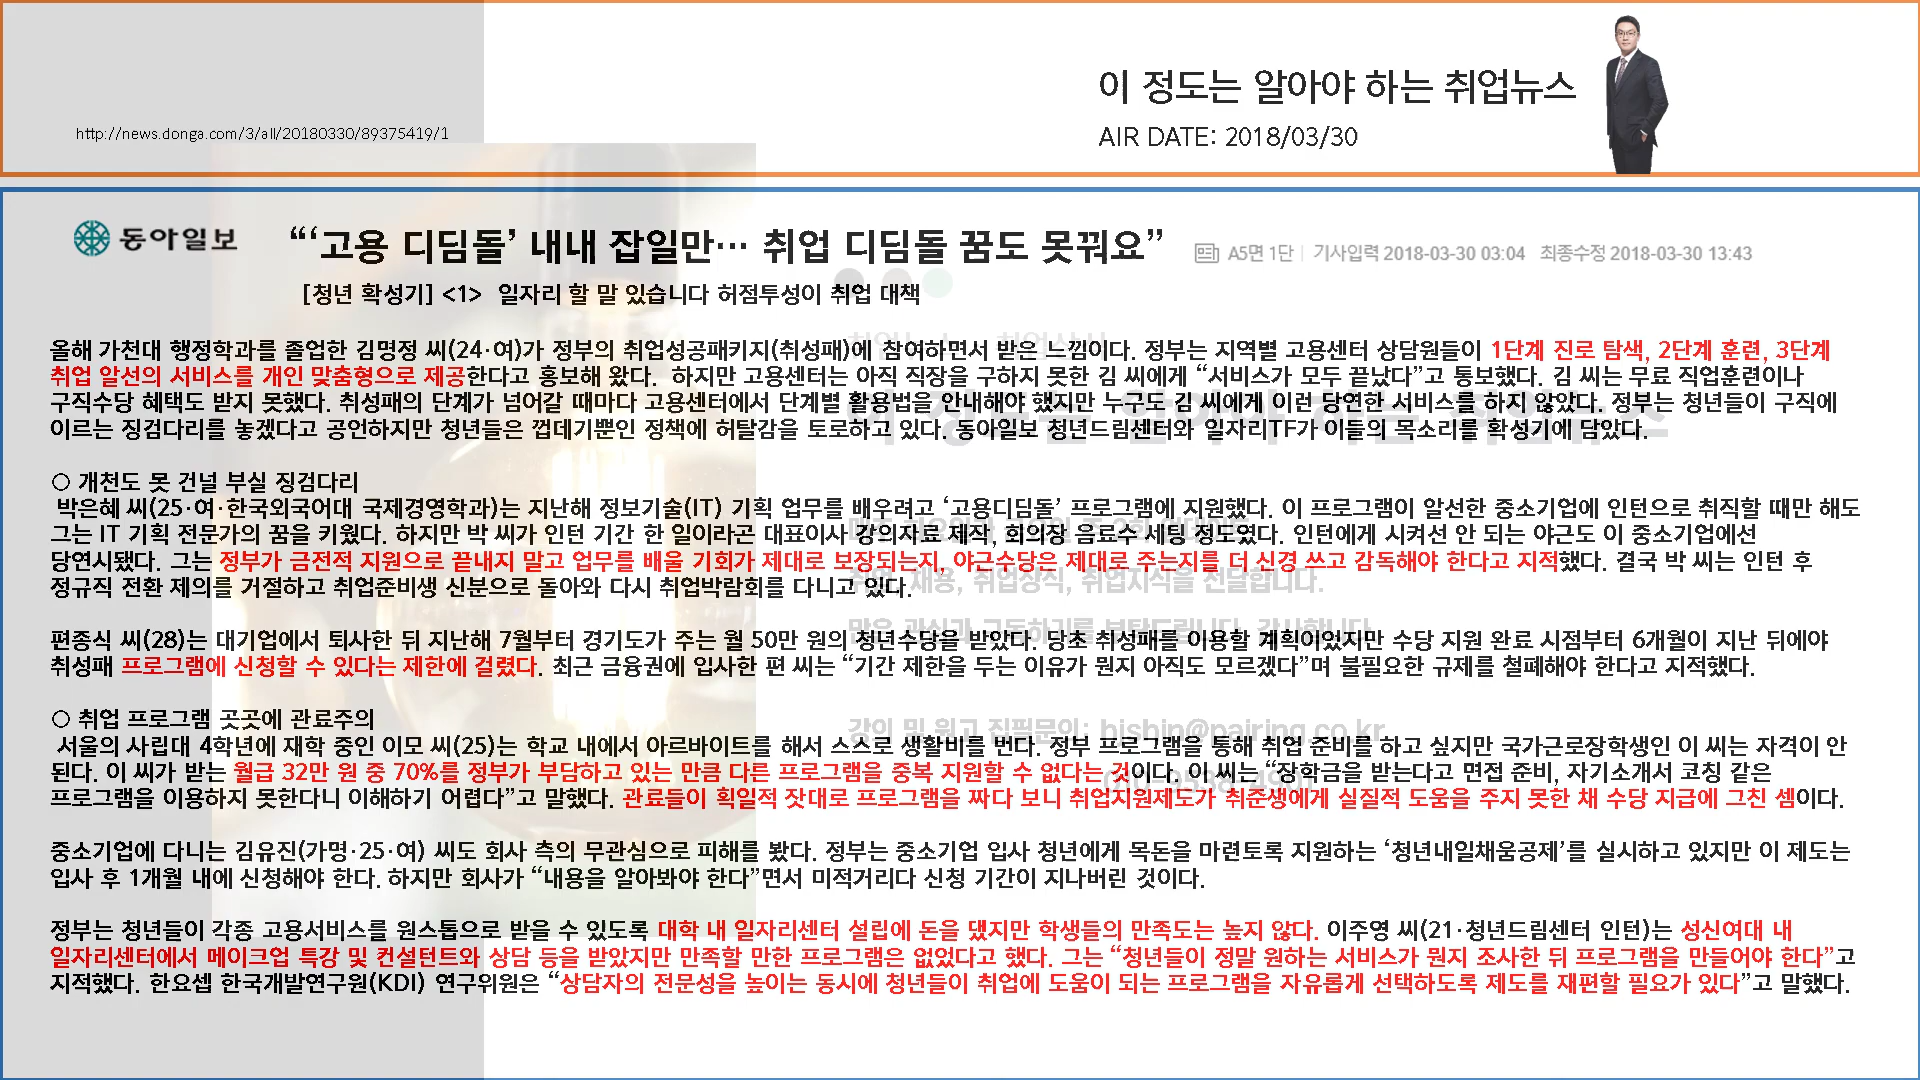 이 정도는 알아야 하는 취업뉴스
http://news.donga.com/3/all/20180330/89375419/1
AIR DATE: 2018/03/30
동아일보
“‘고용 디딤돌’ 내내 잡일만… 취업 디딤돌 꿈도 못꿔요”
A5면 1단 | 기사입력 2018-03-30 03:04 최종수정 2018-03-30 13:43
[청년 확성기] <1> 일자리 할 말 있습니다 허점투성이 취업 대책
올해 가천대 행정학과를 졸업한 김명정 씨(24·여)가 정부의 취업성공패키지(취성패)에 참여하면서 받은 느낌이다. 정부는 지역별 고용센터 상담원들이 1단계 진로 탐색, 2단계 훈련, 3단계
취업 알선의 서비스를 개인 맞춤형으로 제공한다고 홍보해 왔다. 하지만 고용센터는 아직 직장을 구하지 못한 김 씨에게 “서비스가 모두 끝났다”고 통보했다. 김 씨는 무료 직업훈련이나
구직수당 혜택도 받지 못했다. 취성패의 단계가 넘어갈 때마다 고용센터에서 단계별 활용법을 안내해야 했지만 누구도 김 씨에게 이런 당연한 서비스를 하지 않았다. 정부는 청년들이 구직에
이르는 징검다리를 놓겠다고 공언하지만 청년들은 껍데기뿐인 정책에 허탈감을 토로하고 있다. 동아일보 청년드림센터와 일자리TF가 이들의 목소리를 확성기에 담았다.
○ 개천도 못 건널 부실 징검다리
박은혜 씨(25·여·한국외국어대 국제경영학과)는 지난해 정보기술(IT) 기획 업무를 배우려고 ‘고용디딤돌’ 프로그램에 지원했다. 이 프로그램이 알선한 중소기업에 인턴으로 취직할 때만 해도
그는 IT 기획 전문가의 꿈을 키웠다. 하지만 박 씨가 인턴 기간 한 일이라곤 대표이사 강의자료 제작, 회의장 음료수 세팅 정도였다. 인턴에게 시켜선 안 되는 야근도 이 중소기업에선
당연시됐다. 그는 정부가 금전적 지원으로 끝내지 말고 업무를 배울 기회가 제대로 보장되는지, 야근수당은 제대로 주는지를 더 신경 쓰고 감독해야 한다고 지적했다. 결국 박 씨는 인턴 후
정규직 전환 제의를 거절하고 취업준비생 신분으로 돌아와 다시 취업박람회를 다니고 있다.
취업, 채용, 취업상식, 취업지식을 전달합니다.
많은 관심과 구독하기를 부탁드립니다. 감사합니다.
편종식 씨(28)는 대기업에서 퇴사한 뒤 지난해 7월부터 경기도가 주는 월 50만 원의 청년수당을 받았다. 당초 취성패를 이용할 계획이었지만 수당 지원 완료 시점부터 6개월이 지난 뒤에야
취성패 프로그램에 신청할 수 있다는 제한에 걸렸다. 최근 금융권에 입사한 편 씨는 “기간 제한을 두는 이유가 뭔지 아직도 모르겠다”며 불필요한 규제를 철폐해야 한다고 지적했다.
○ 취업 프로그램 곳곳에 관료주의
강의 및 원고 집필문의: hishin@pairing.co.kr
서울의 사립대 4학년에 재학 중인 이모 씨(25)는 학교 내에서 아르바이트를 해서 스스로 생활비를 번다. 정부 프로그램을 통해 취업 준비를 하고 싶지만 국가근로장학생인 이 씨는 자격이 안
된다. 이 씨가 받는 월급 32만 원 중 70%를 정부가 부담하고 있는 만큼 다른 프로그램을 중복 지원할 수 없다는 것이다. 이 씨는 “장학금을 받는다고 면접 준비, 자기소개서 코칭 같은
프로그램을 이용하지 못한다니 이해하기 어렵다”고 말했다. 관료들이 획일적 잣대로 프로그램을 짜다 보니 취업지원제도가 취준생에게 실질적 도움을 주지 못한 채 수당 지급에 그친 셈이다.
중소기업에 다니는 김유진(가명·25·여) 씨도 회사 측의 무관심으로 피해를 봤다. 정부는 중소기업 입사 청년에게 목돈을 마련토록 지원하는 ‘청년내일채움공제’를 실시하고 있지만 이 제도는
입사 후 1개월 내에 신청해야 한다. 하지만 회사가 “내용을 알아봐야 한다”면서 미적거리다 신청 기간이 지나버린 것이다.
정부는 청년들이 각종 고용서비스를 원스톱으로 받을 수 있도록 대학 내 일자리센터 설립에 돈을 댔지만 학생들의 만족도는 높지 않다. 이주영 씨(21·청년드림센터 인턴)는 성신여대 내
일자리센터에서 메이크업 특강 및 컨설턴트와 상담 등을 받았지만 만족할 만한 프로그램은 없었다고 했다. 그는 “청년들이 정말 원하는 서비스가 뭔지 조사한 뒤 프로그램을 만들어야 한다”고
지적했다. 한요셉 한국개발연구원(KDI) 연구위원은 “상담자의 전문성을 높이는 동시에 청년들이 취업에 도움이 되는 프로그램을 자유롭게 선택하도록 제도를 재편할 필요가 있다”고 말했다.